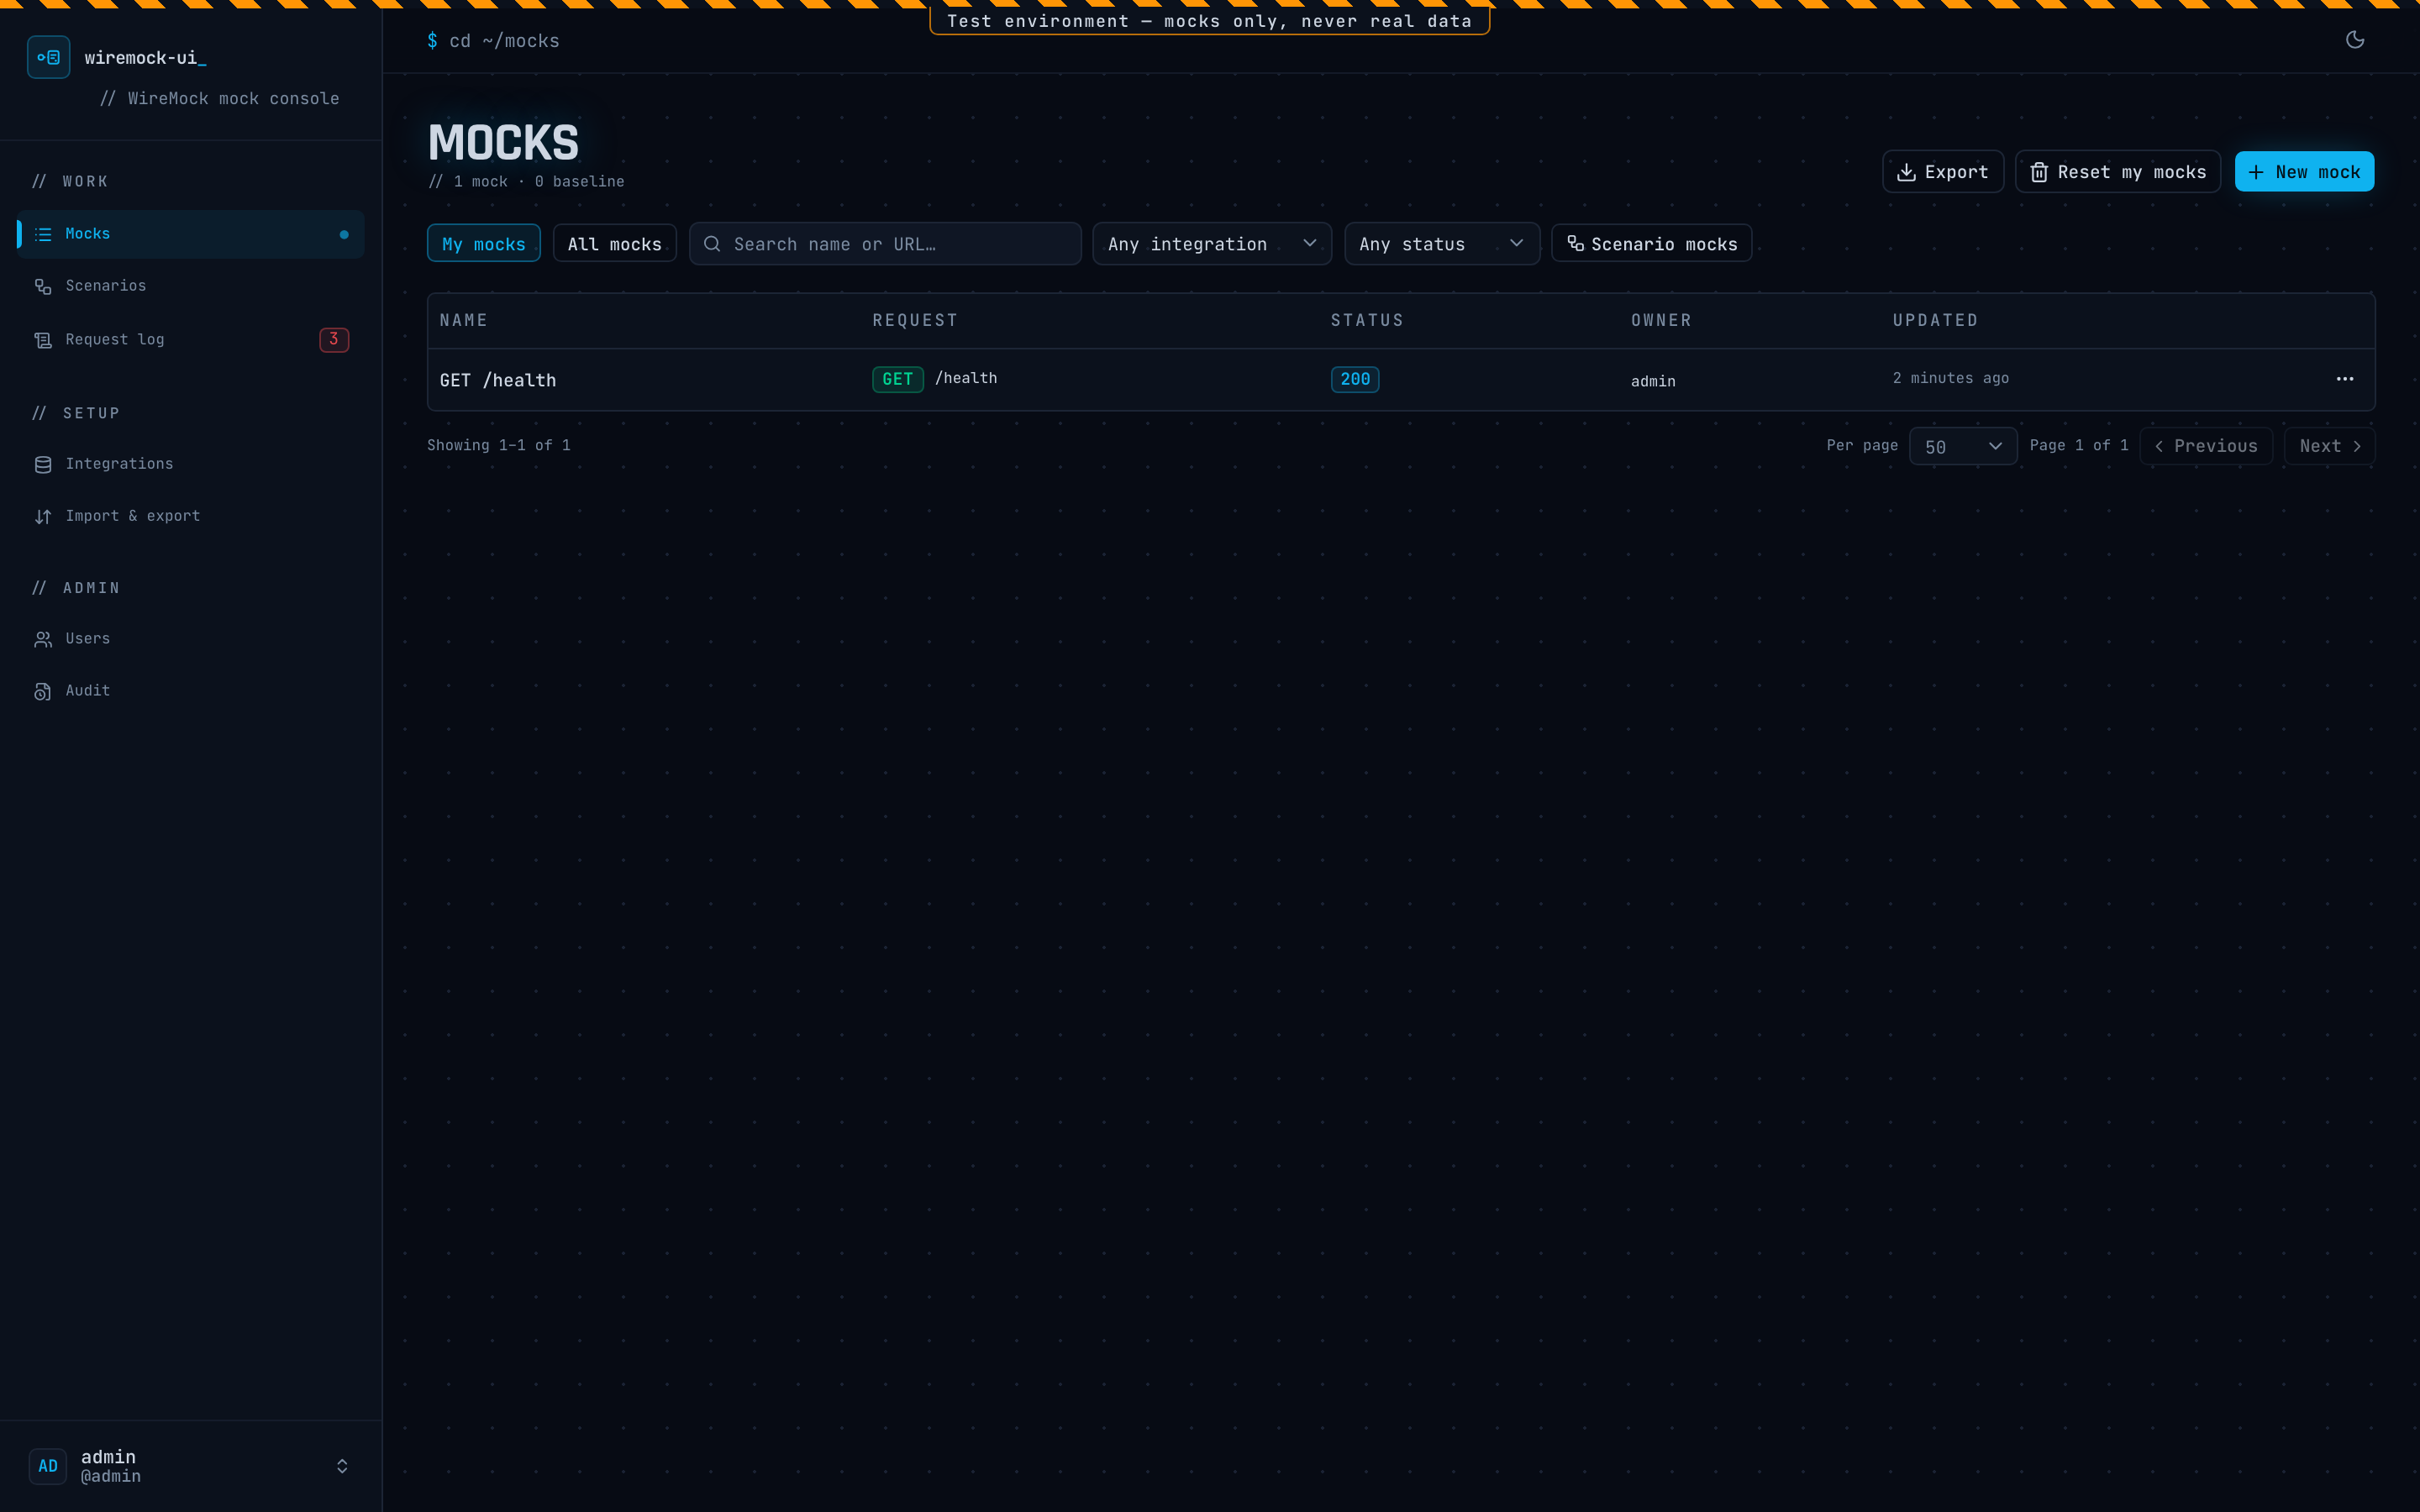 Test environment — mocks only, never real data
wiremock-ui_
// WireMock mock console
$ cd ~/mocks
// WORK
Mocks
Scenarios
Request log 3
// SETUP
Integrations
Import & export
// ADMIN
Users
Audit
AD admin
@admin
MOCKS
// 1 mock · 0 baseline
Export Reset my mocks New mock
My mocks All mocks Search name or URL… Any integration Any status Scenario mocks
NAME REQUEST STATUS OWNER UPDATED
GET /health GET /health 200 admin 2 minutes ago
Showing 1–1 of 1 Per page 50 Page 1 of 1 Previous Next